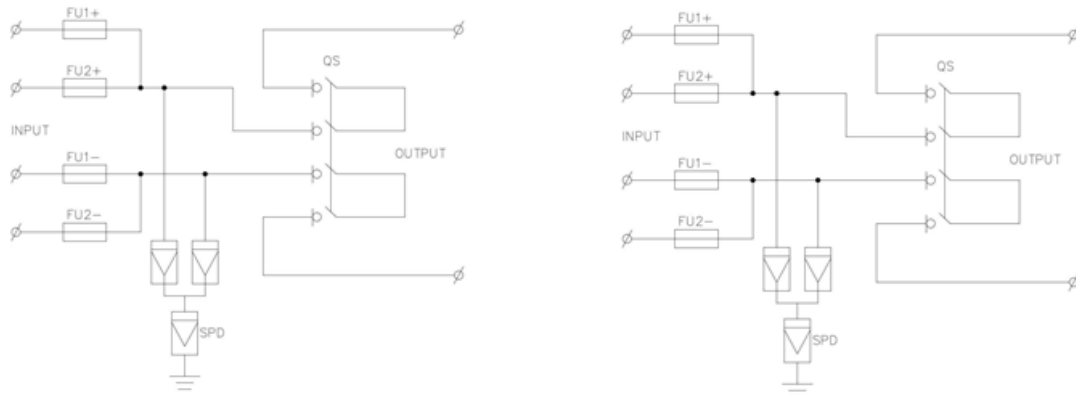 FU1+
FU2+
QS
INPUT
FU1-
OUTPUT
FU2-
SPD
FU1+
FU2+
QS
INPUT
FU1-
OUTPUT
FU2-
SPD